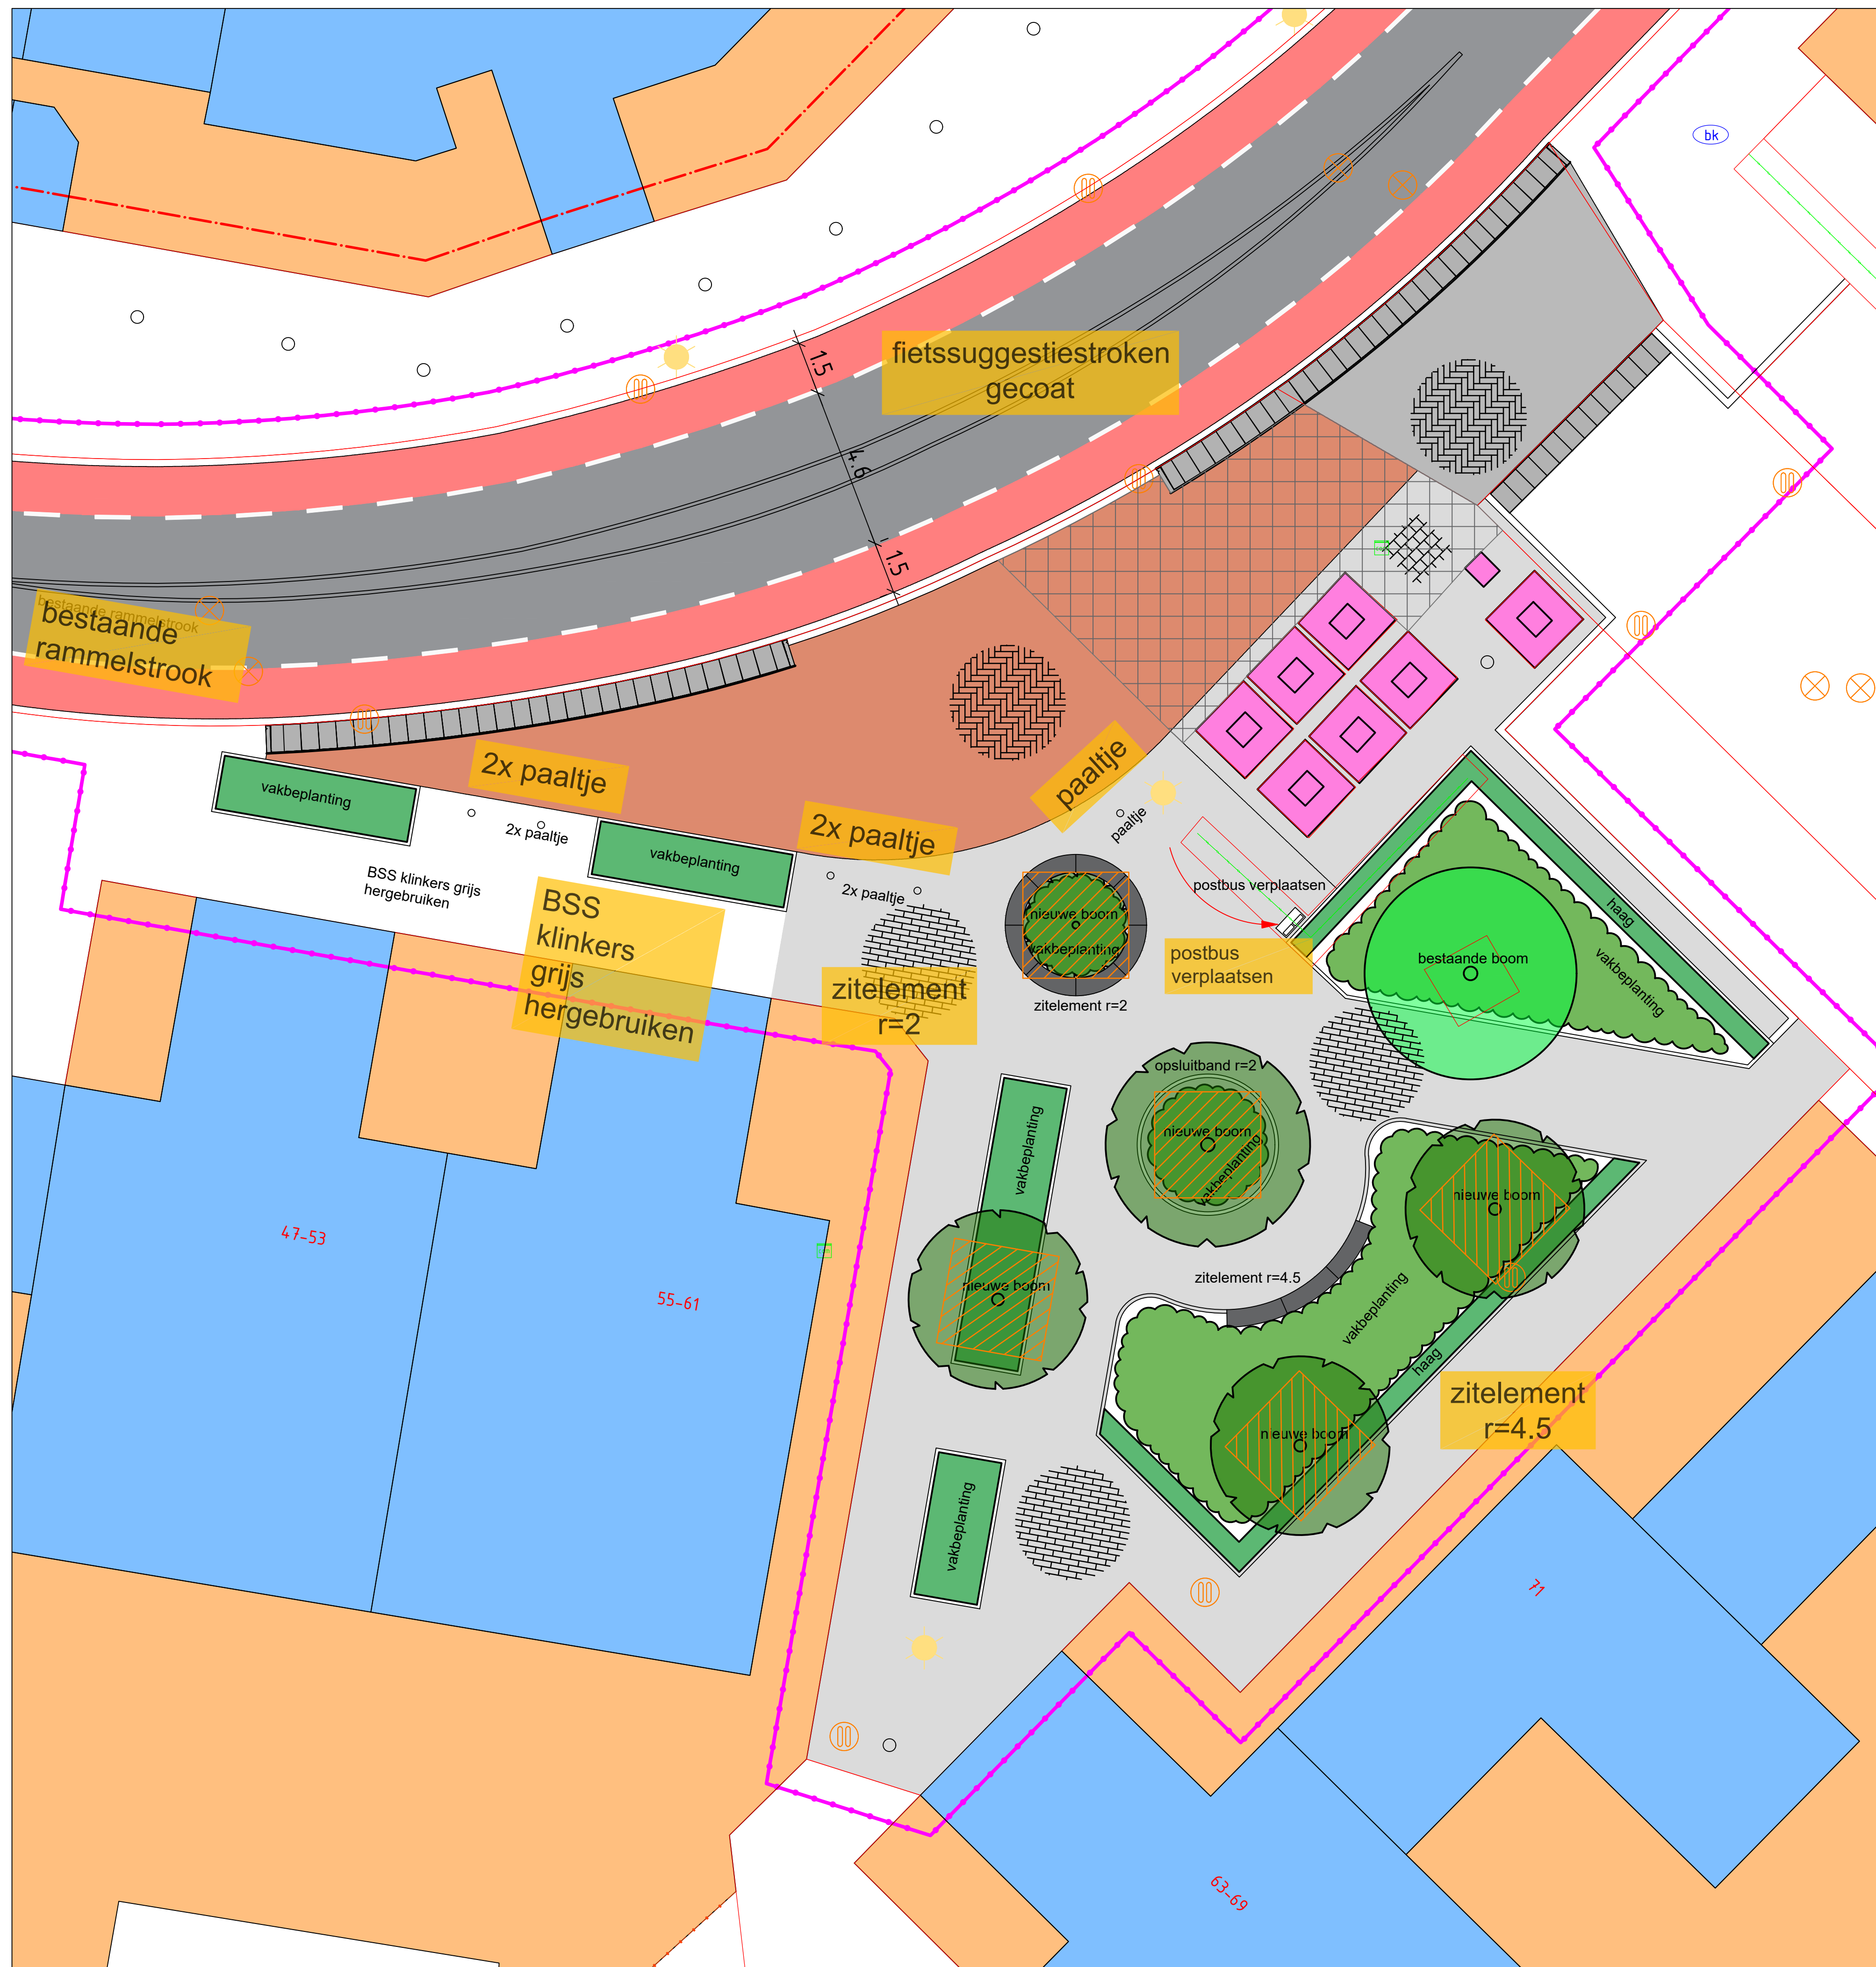 bk
fietssuggestiestroken
gecoat
1.5
4.6
1.5
bestaande rammelstrook
bestaande
rammelstrook
vakbeplanting
2x paaltje
2x paaltje
vakbeplanting
2x paaltje
2x paaltje
paaltje
paaltje
BSS klinkers grijs
hergebruiken
BSS
klinkers
grijs
hergebruiken
postbus verplaatsen
postbus
verplaatsen
nieuwe boom
vakbeplanting
zitelement r=2
zitelement
r=2
haag
vakbeplanting
bestaande boom
opsluitband r=2
nieuwe boom
vakbeplanting
vakbeplanting
nieuwe boom
nieuwe boom
zitelement r=4.5
vakbeplanting
haag
nieuwe boom
zitelement
r=4.5
vakbeplanting
47-53
55-61
71
63-69